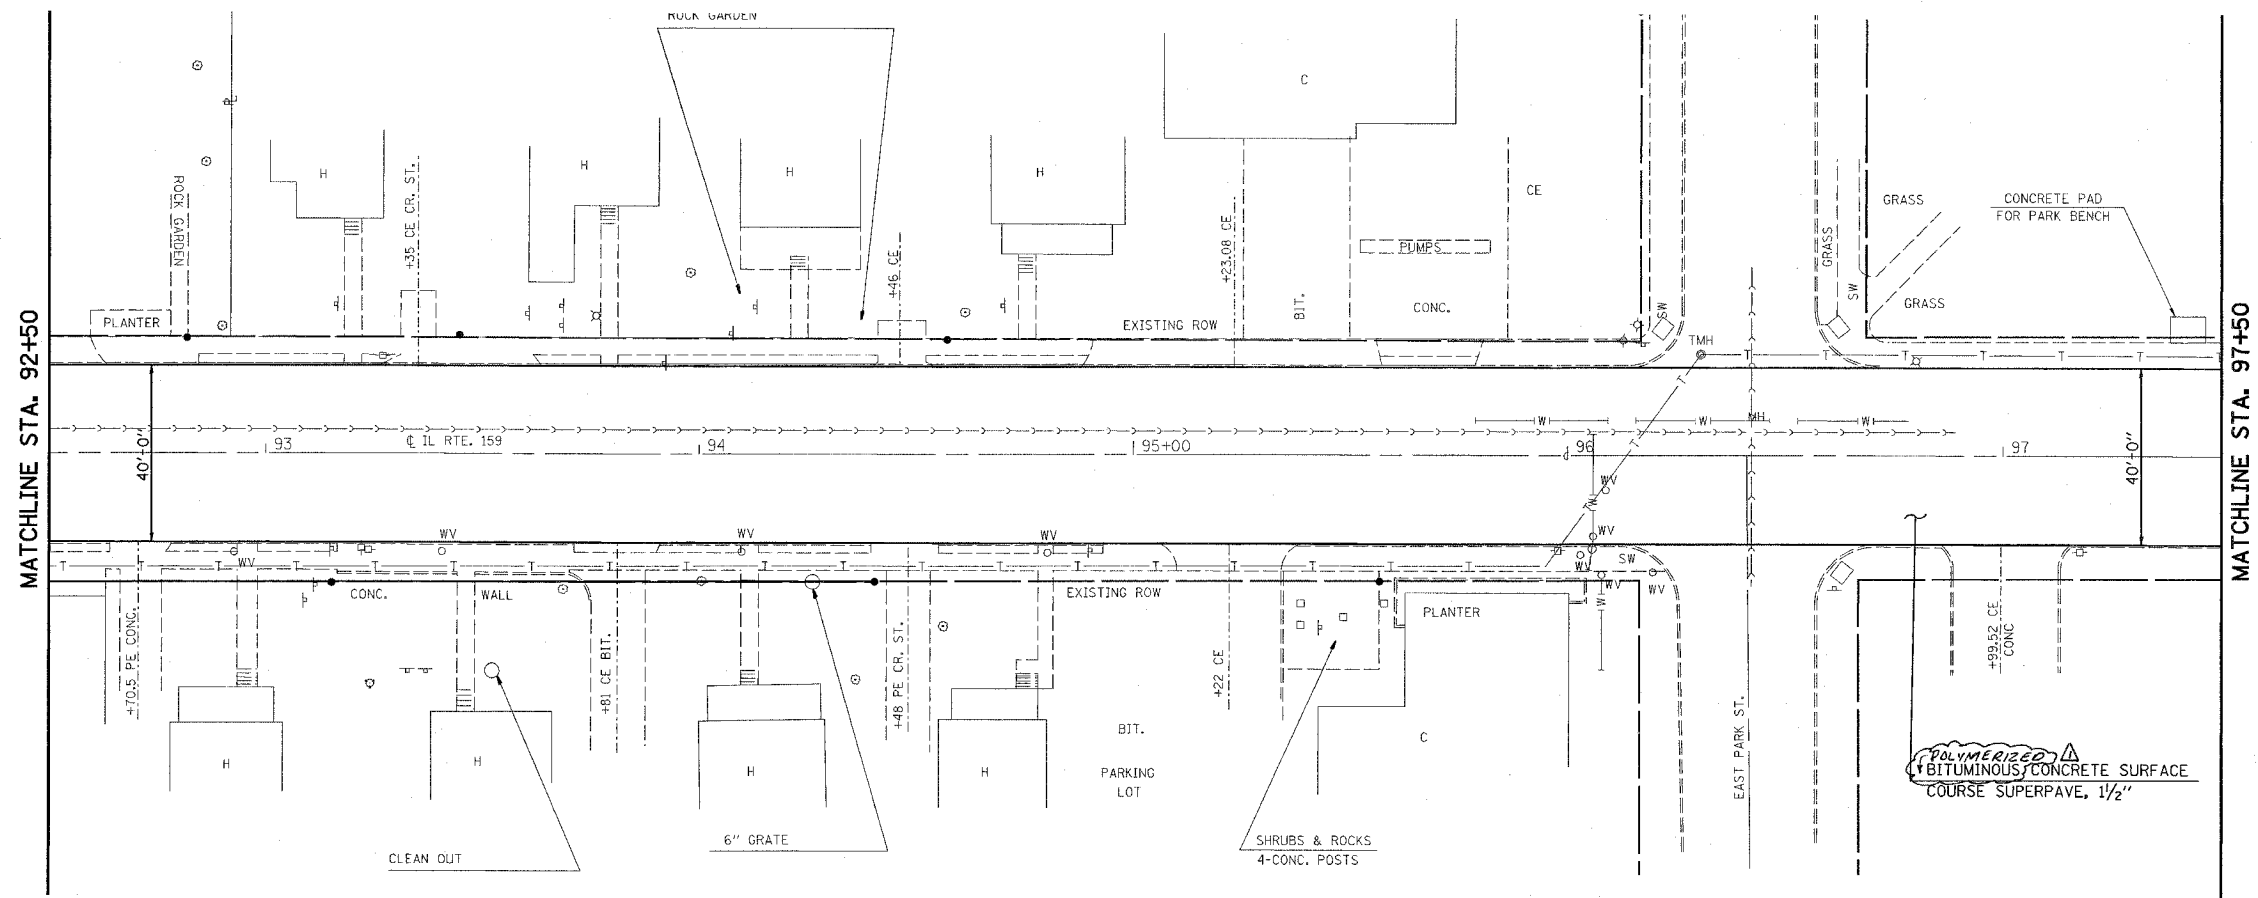 ROCK GARDEN
C
H
H
H
H
ROCK GARDEN
+35 CE CR. ST.
+46 CE
+23.08 CE
BIT.
CE
PUMPS
CONC.
PLANTER
EXISTING ROW
SW
TMH
GRASS
SW
GRASS
GRASS
CONCRETE PAD
FOR PARK BENCH
MATCHLINE STA. 92+50
MATCHLINE STA. 97+50
T T T T T T
T
T
W W MH W
40'-0"
93
℄ IL RTE. 159
94
95+00
96
97
40'-0"
W
WV
WV
WV WV WV
WV
WV
SW
WV
WV
W
T T T T T T T T T T T T T T T T T T T
CONC. WALL
EXISTING ROW
PLANTER
+70.5 PE CONC.
+81 CE BIT.
+48 PE CR. ST.
+22 CE
+99.52 CE
CONC
EAST PARK ST.
H
H
H
H
C
BIT.
PARKING
LOT
CLEAN OUT
6" GRATE
SHRUBS & ROCKS
4-CONC. POSTS
POLYMERIZED 1
BITUMINOUS CONCRETE SURFACE
COURSE SUPERPAVE, 1½"